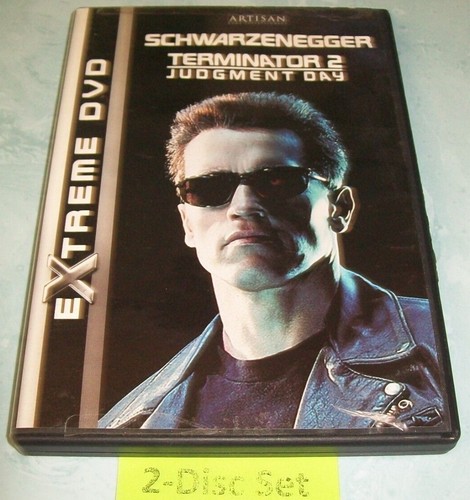 ARTISAN
SCHWARZENEGGER
TERMINATOR 2
JUDGMENT DAY
EXTREME DVD
2-Disc Set